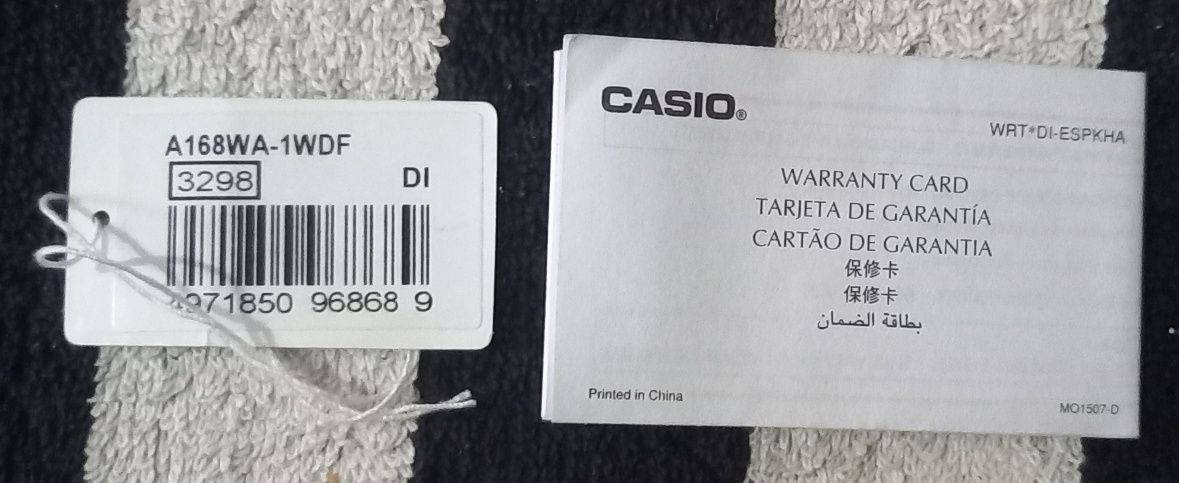 A168WA-1WDF
3298 DI
4971850 96868 9
CASIO®
WRT*DI-ESPKHA
WARRANTY CARD
TARJETA DE GARANTÍA
CARTÃO DE GARANTIA
保修卡
保修卡
بطاقة الضمان
Printed in China
MO1507-D